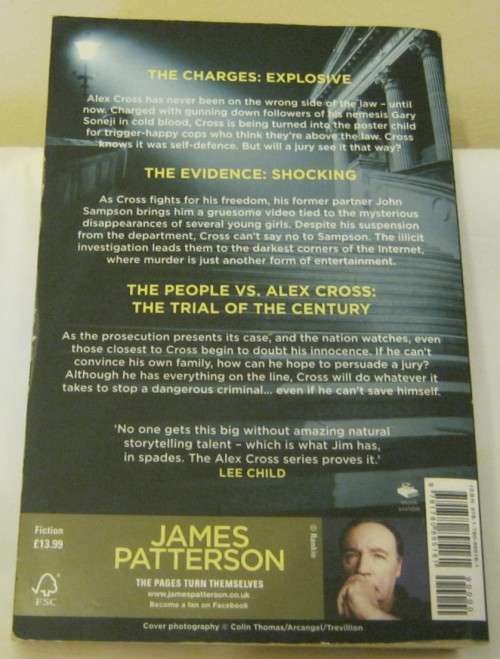 THE CHARGES: EXPLOSIVE
Alex Cross has never been on the wrong side of the law – until
now. Charged with gunning down followers of his nemesis Gary
Soneji in cold blood, Cross is being turned into the poster child
for trigger-happy cops who think they're above the law. Cross
knows it was self-defence. But will a jury see it that way?
THE EVIDENCE: SHOCKING
As Cross fights for his freedom, his former partner John
Sampson brings him a gruesome video tied to the mysterious
disappearances of several young girls. Despite his suspension
from the department, Cross can't say no to Sampson. The illicit
investigation leads them to the darkest corners of the Internet,
where murder is just another form of entertainment.
THE PEOPLE VS. ALEX CROSS:
THE TRIAL OF THE CENTURY
As the prosecution presents its case, and the nation watches, even
those closest to Cross begin to doubt his innocence. If he can't
convince his own family, how can he hope to persuade a jury?
Although he has everything on the line, Cross will do whatever it
takes to stop a dangerous criminal... even if he can't save himself.
'No one gets this big without amazing natural
storytelling talent – which is what Jim has,
in spades. The Alex Cross series proves it.'
LEE CHILD
Fiction
£13.99
FSC
JAMES
PATTERSON
THE PAGES TURN THEMSELVES
www.jamespatterson.co.uk
Become a fan on Facebook
© Rankin
Cover photography © Colin Thomas/Arcangel/Trevillion